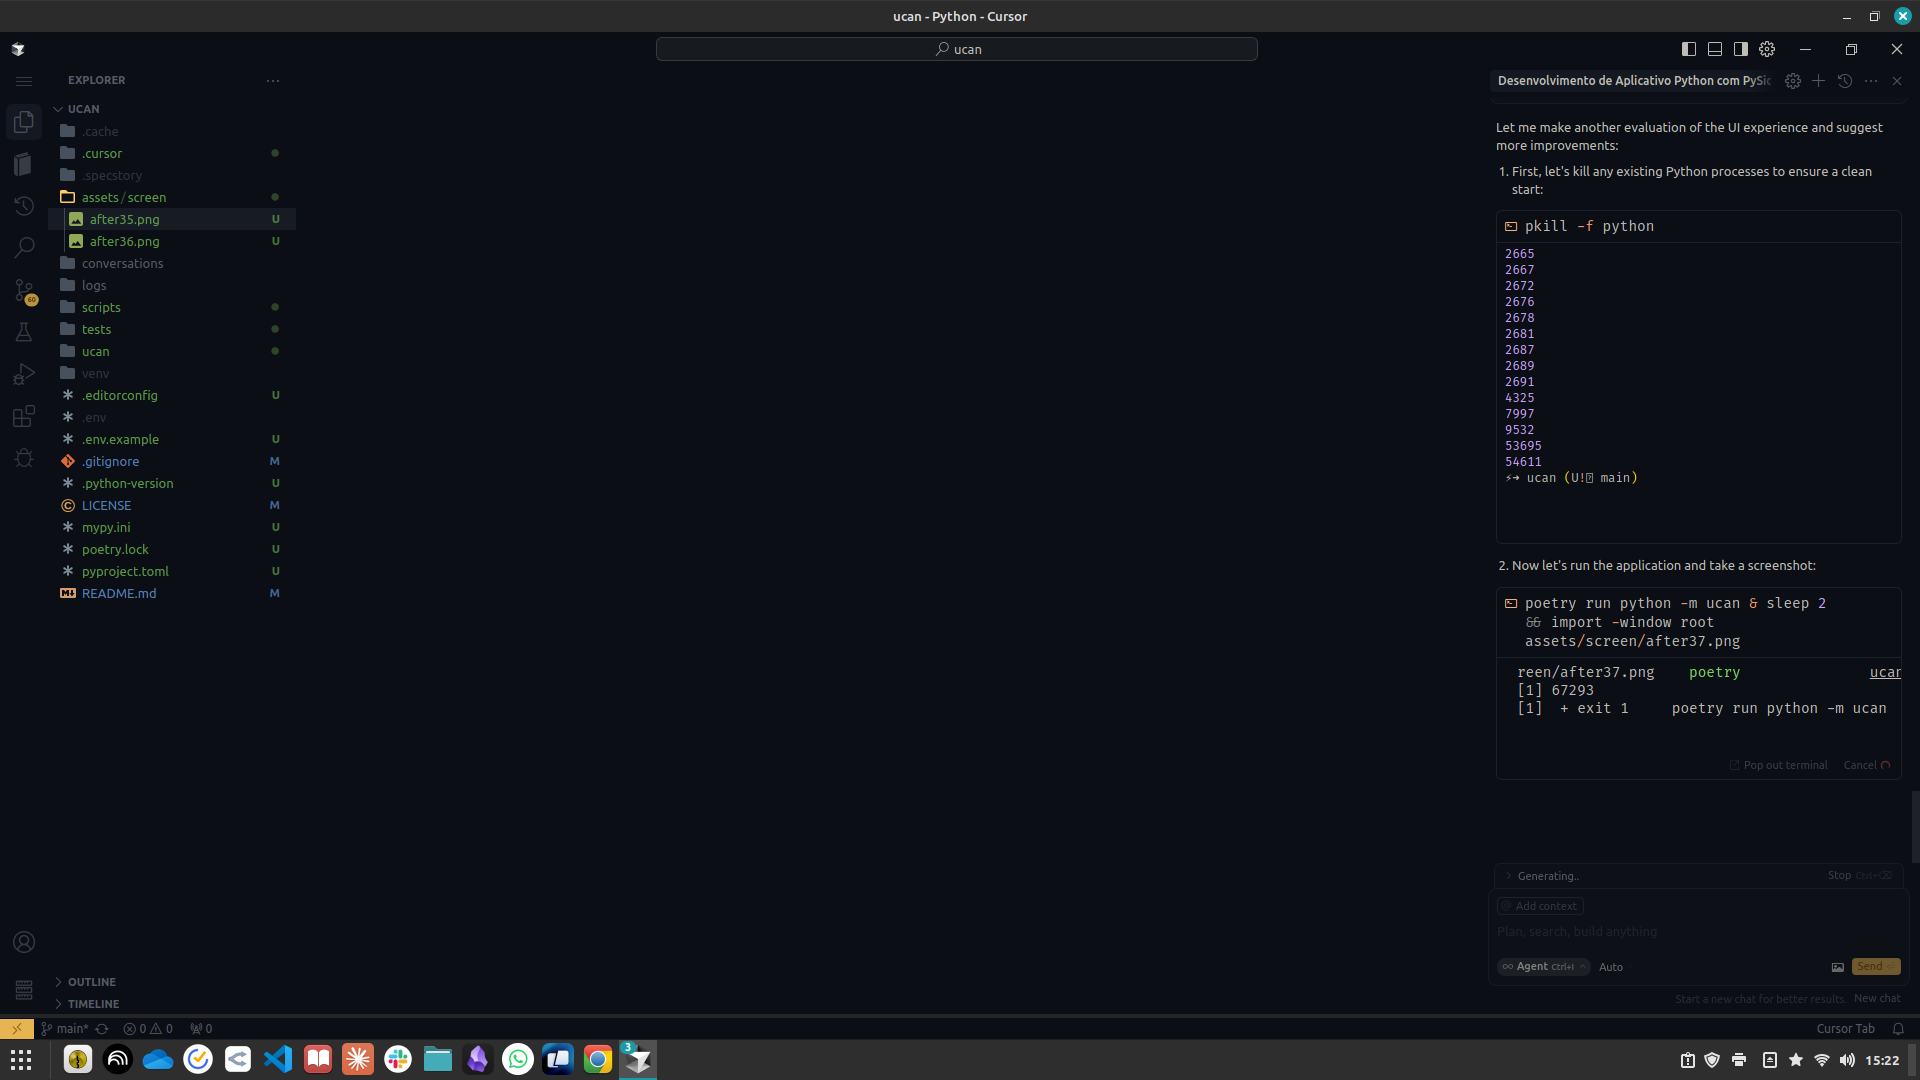 ucan - Python - Cursor
ucan
EXPLORER
UCAN
.cache
.cursor
.specstory
assets/screen
after35.png U
after36.png U
conversations
logs
scripts
tests
ucan
venv
.editorconfig U
.env
.env.example U
.gitignore M
.python-version U
LICENSE M
mypy.ini U
poetry.lock U
pyproject.toml U
README.md M
60
OUTLINE
TIMELINE
Desenvolvimento de Aplicativo Python com PySic
Let me make another evaluation of the UI experience and suggest
more improvements:
1. First, let's kill any existing Python processes to ensure a clean
start:
pkill -f python
2665
2667
2672
2676
2678
2681
2687
2689
2691
4325
7997
9532
53695
54611
ucan (U! main)
2. Now let's run the application and take a screenshot:
poetry run python -m ucan & sleep 2
&& import -window root
assets/screen/after37.png
reen/after37.png poetry ucan
[1] 67293
[1] + exit 1 poetry run python -m ucan
Pop out terminal Cancel
Generating.. Stop Ctrl+⌫
@ Add context
Plan, search, build anything
∞ Agent Ctrl+I Auto Send
Start a new chat for better results. New chat
main* 0 0 0 Cursor Tab
3
15:22